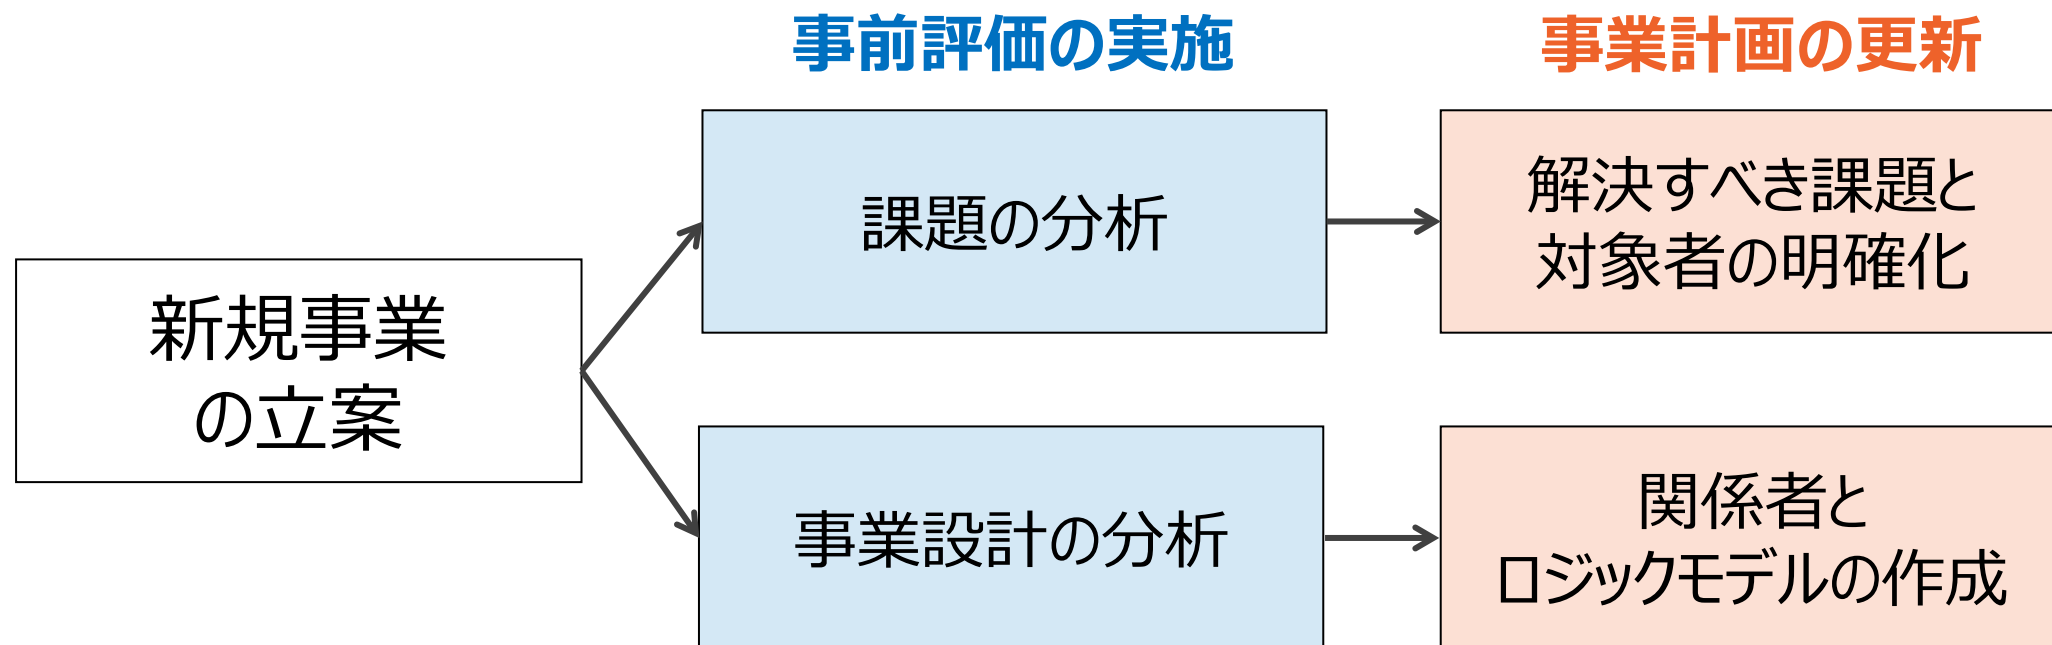 事前評価の実施
事業計画の更新
新規事業
の立案
課題の分析
解決すべき課題と
対象者の明確化
事業設計の分析
関係者と
ロジックモデルの作成